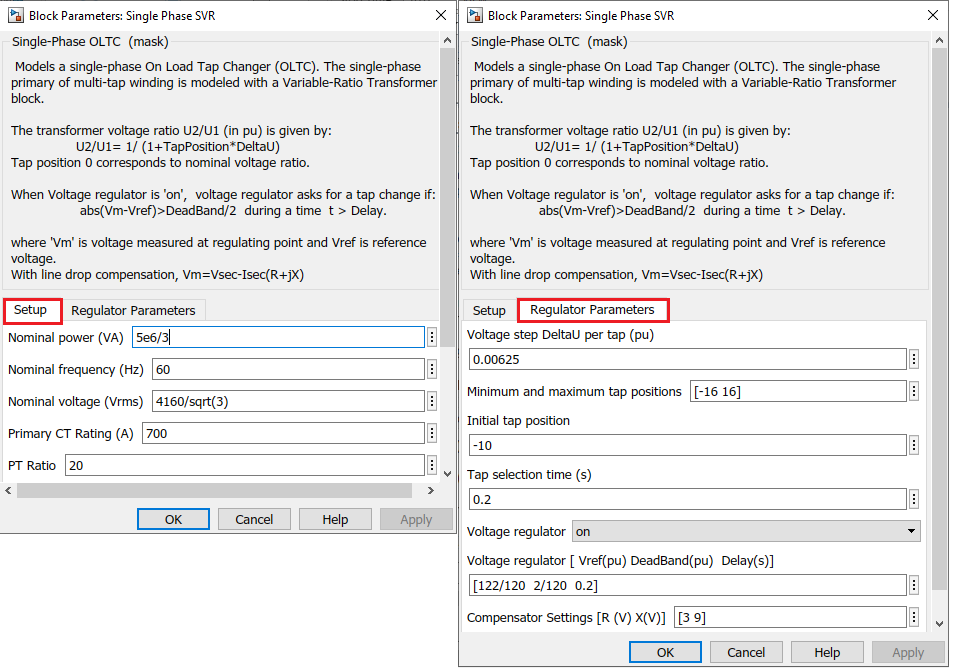 Block Parameters: Single Phase SVR
Single-Phase OLTC (mask)
Models a single-phase On Load Tap Changer (OLTC). The single-phase
primary of multi-tap winding is modeled with a Variable-Ratio Transformer
block.
The transformer voltage ratio U2/U1 (in pu) is given by:
U2/U1= 1/ (1+TapPosition*DeltaU)
Tap position 0 corresponds to nominal voltage ratio.
When Voltage regulator is 'on', voltage regulator asks for a tap change if:
abs(Vm-Vref)>DeadBand/2 during a time t > Delay.
where 'Vm' is voltage measured at regulating point and Vref is reference
voltage.
With line drop compensation, Vm=Vsec-Isec(R+jX)
Setup Regulator Parameters
Nominal power (VA) 5e6/3
Nominal frequency (Hz) 60
Nominal voltage (Vrms) 4160/sqrt(3)
Primary CT Rating (A) 700
PT Ratio 20
OK Cancel Help Apply
Block Parameters: Single Phase SVR
Single-Phase OLTC (mask)
Models a single-phase On Load Tap Changer (OLTC). The single-phase
primary of multi-tap winding is modeled with a Variable-Ratio Transformer
block.
The transformer voltage ratio U2/U1 (in pu) is given by:
U2/U1= 1/ (1+TapPosition*DeltaU)
Tap position 0 corresponds to nominal voltage ratio.
When Voltage regulator is 'on', voltage regulator asks for a tap change if:
abs(Vm-Vref)>DeadBand/2 during a time t > Delay.
where 'Vm' is voltage measured at regulating point and Vref is reference
voltage.
With line drop compensation, Vm=Vsec-Isec(R+jX)
Setup Regulator Parameters
Voltage step DeltaU per tap (pu)
0.00625
Minimum and maximum tap positions [-16 16]
Initial tap position
-10
Tap selection time (s)
0.2
Voltage regulator on
Voltage regulator [ Vref(pu) DeadBand(pu) Delay(s)]
[122/120 2/120 0.2]
Compensator Settings [R (V) X(V)] [3 9]
OK Cancel Help Apply